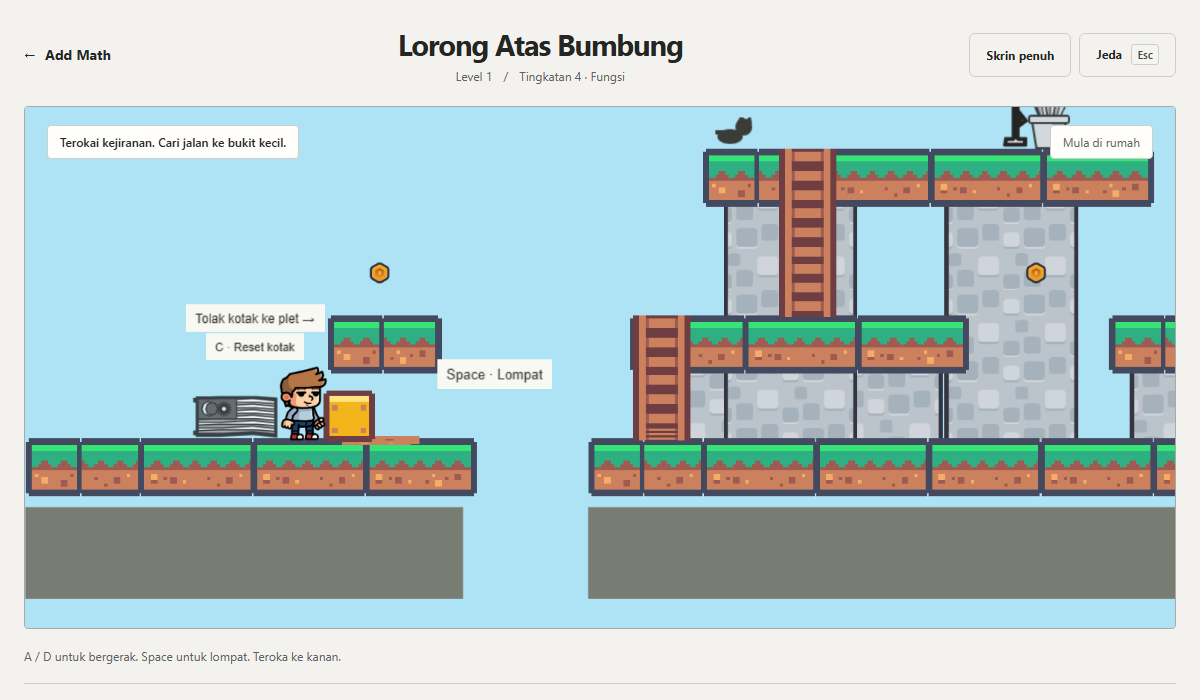 ← Add Math
Lorong Atas Bumbung
Level 1 / Tingkatan 4 · Fungsi
Skrin penuh
Jeda Esc
Terokai kejiranan. Cari jalan ke bukit kecil.
Mula di rumah
Tolak kotak ke plet →
C · Reset kotak
Space · Lompat
A / D untuk bergerak. Space untuk lompat. Teroka ke kanan.